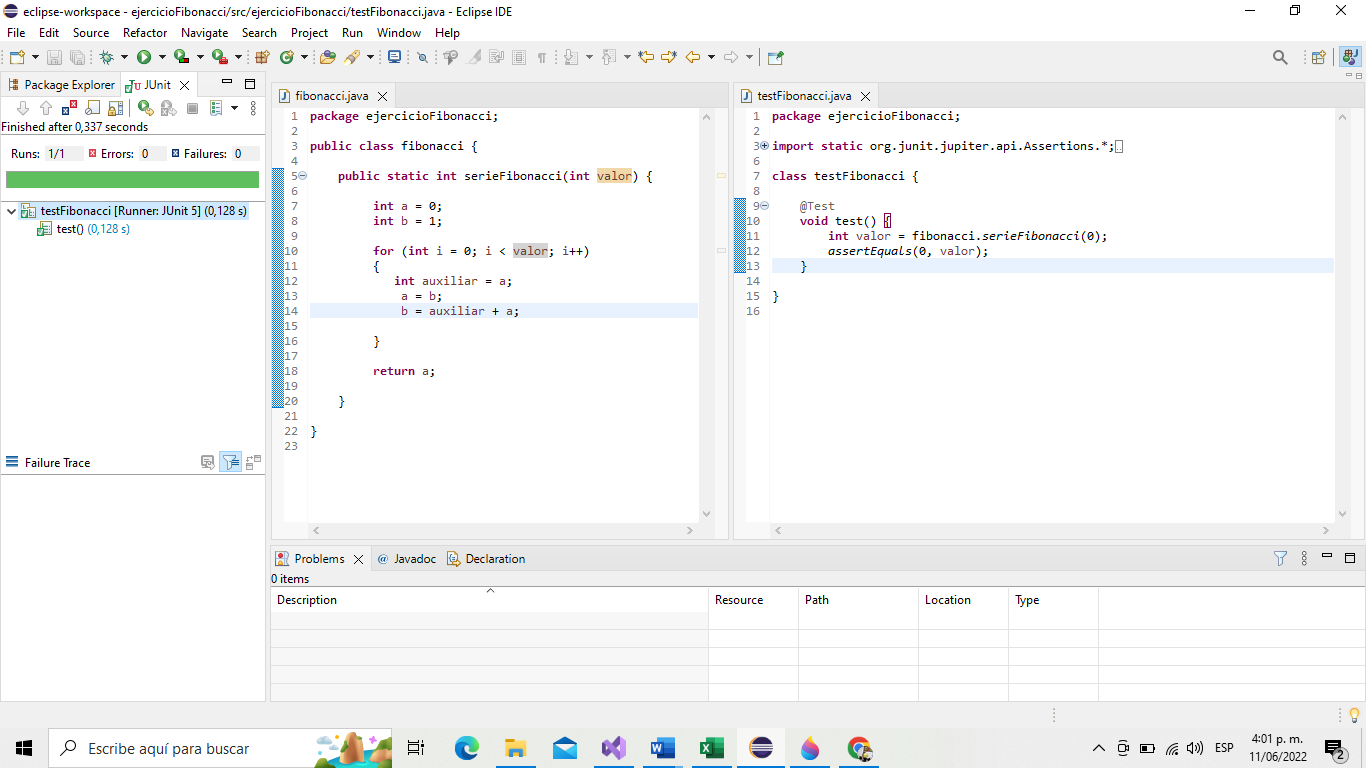 eclipse-workspace - ejercicioFibonacci/src/ejercicioFibonacci/testFibonacci.java - Eclipse IDE
File Edit Source Refactor Navigate Search Project Run Window Help
Package Explorer JUnit
Finished after 0,337 seconds
Runs: 1/1 Errors: 0 Failures: 0
testFibonacci [Runner: JUnit 5] (0,128 s)
test() (0,128 s)
Failure Trace
fibonacci.java
1 package ejercicioFibonacci;
2
3 public class fibonacci {
4
5 public static int serieFibonacci(int valor) {
6
7 int a = 0;
8 int b = 1;
9
10 for (int i = 0; i < valor; i++)
11 {
12 int auxiliar = a;
13 a = b;
14 b = auxiliar + a;
15
16 }
17
18 return a;
19
20 }
21
22 }
23
testFibonacci.java
1 package ejercicioFibonacci;
2
3 import static org.junit.jupiter.api.Assertions.*;
6
7 class testFibonacci {
8
9 @Test
10 void test() {
11 int valor = fibonacci.serieFibonacci(0);
12 assertEquals(0, valor);
13 }
14
15 }
16
Problems Javadoc Declaration
0 items
Description Resource Path Location Type
Escribe aquí para buscar
ESP
4:01 p. m.
11/06/2022
2